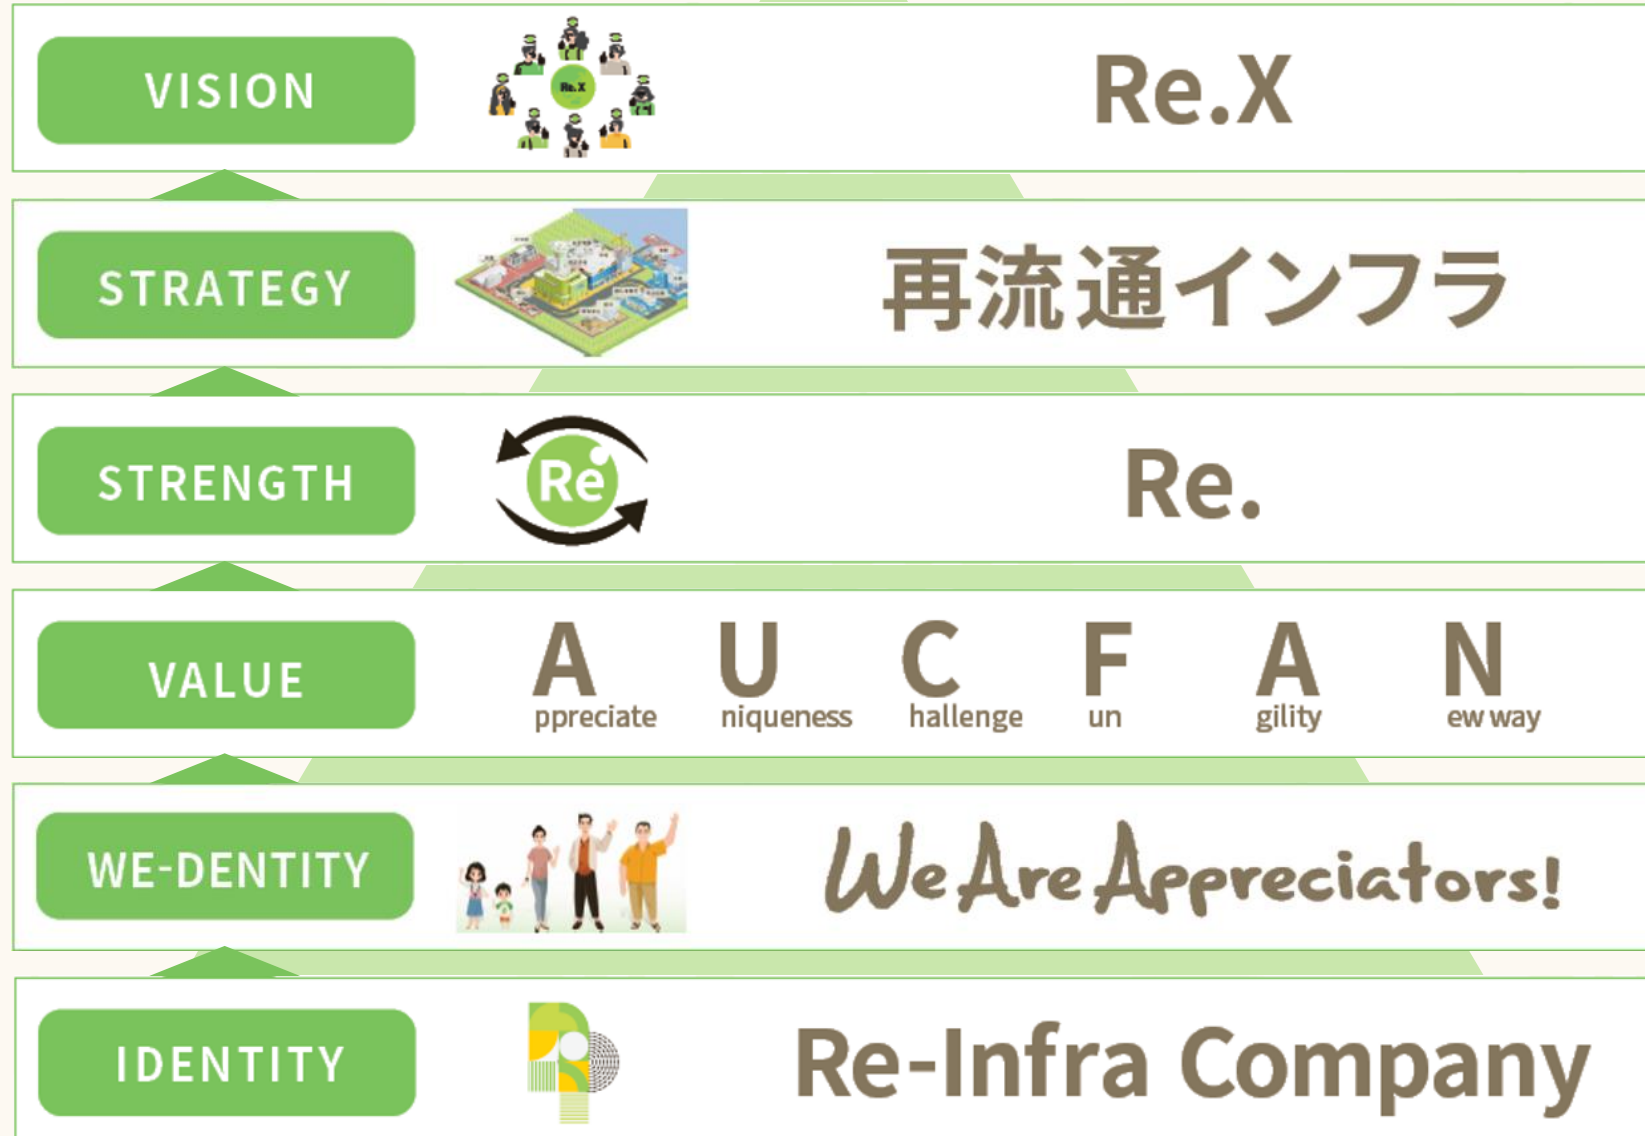 VISION
Re.X
Re.X
STRATEGY
再流通インフラ
STRENGTH
Re
Re.
VALUE
A U C F A N
ppreciate niqueness hallenge un gility ew way
WE-DENTITY
We Are Appreciators!
IDENTITY
Re-Infra Company